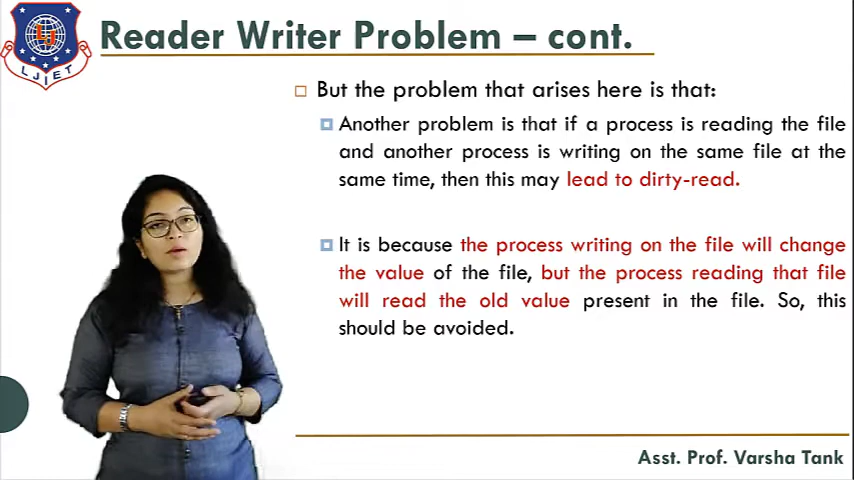 Reader Writer Problem – cont.
LJIET
But the problem that arises here is that:
Another problem is that if a process is reading the file
and another process is writing on the same file at the
same time, then this may lead to dirty-read.
It is because the process writing on the file will change
the value of the file, but the process reading that file
will read the old value present in the file. So, this
should be avoided.
Asst. Prof. Varsha Tank